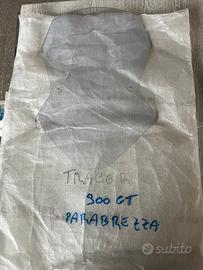 TRACER
900 GT
PARABREZZA
subito